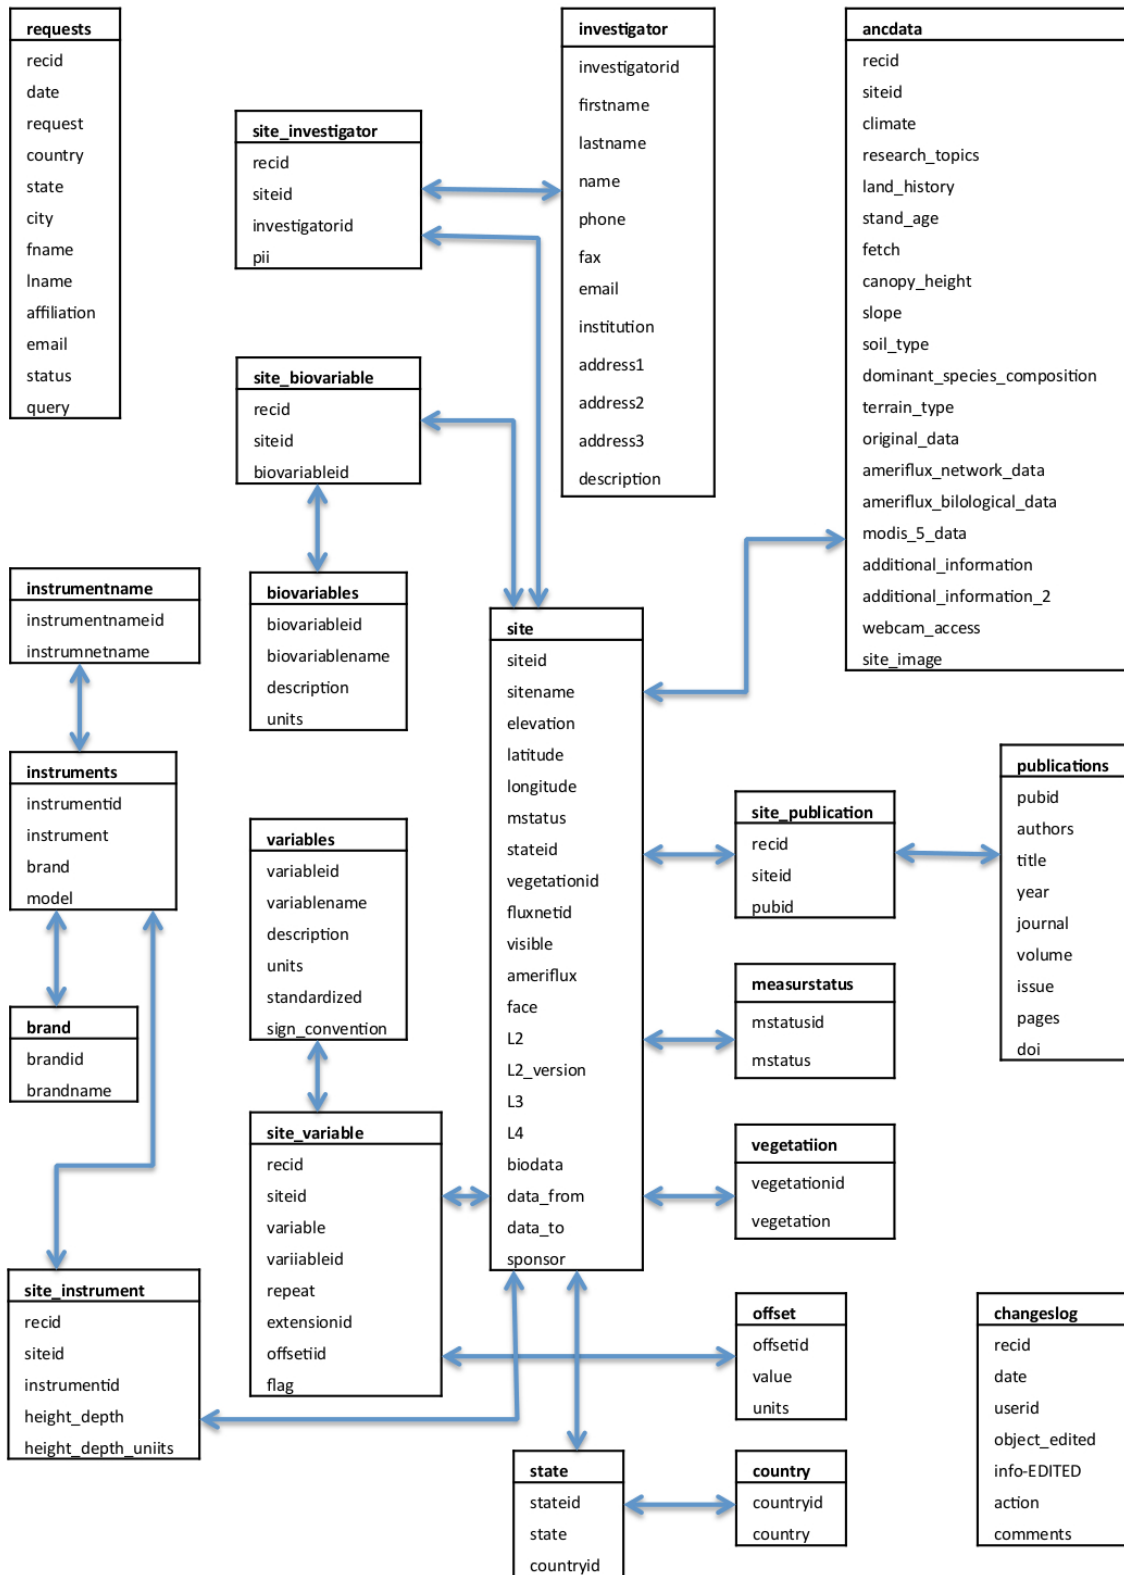 requests
recid
date
request
country
state
city
fname
lname
affiliation
email
status
query
site_investigator
recid
siteid
investigatorid
pii
investigator
investigatorid
firstname
lastname
name
phone
fax
email
institution
address1
address2
address3
description
ancdata
recid
siteid
climate
research_topics
land_history
stand_age
fetch
canopy_height
slope
soil_type
dominant_species_composition
terrain_type
original_data
ameriflux_network_data
ameriflux_bilological_data
modis_5_data
additional_information
additional_information_2
webcam_access
site_image
site_biovariable
recid
siteid
biovariableid
instrumentname
instrumentnameid
instrumnetname
biovariables
biovariableid
biovariablename
description
units
site
siteid
sitename
elevation
latitude
longitude
mstatus
stateid
vegetationid
fluxnetid
visible
ameriflux
face
L2
L2_version
L3
L4
biodata
data_from
data_to
sponsor
instruments
instrumentid
instrument
brand
model
variables
variableid
variablename
description
units
standardized
sign_convention
site_publication
recid
siteid
pubid
publications
pubid
authors
title
year
journal
volume
issue
pages
doi
brand
brandid
brandname
measurstatus
mstatusid
mstatus
site_variable
recid
siteid
variable
variiableid
repeat
extensionid
offsetiid
flag
vegetatiion
vegetationid
vegetation
site_instrument
recid
siteid
instrumentid
height_depth
height_depth_uniits
offset
offsetid
value
units
changeslog
recid
date
userid
object_edited
info-EDITED
action
comments
state
stateid
state
countryid
country
countryid
country